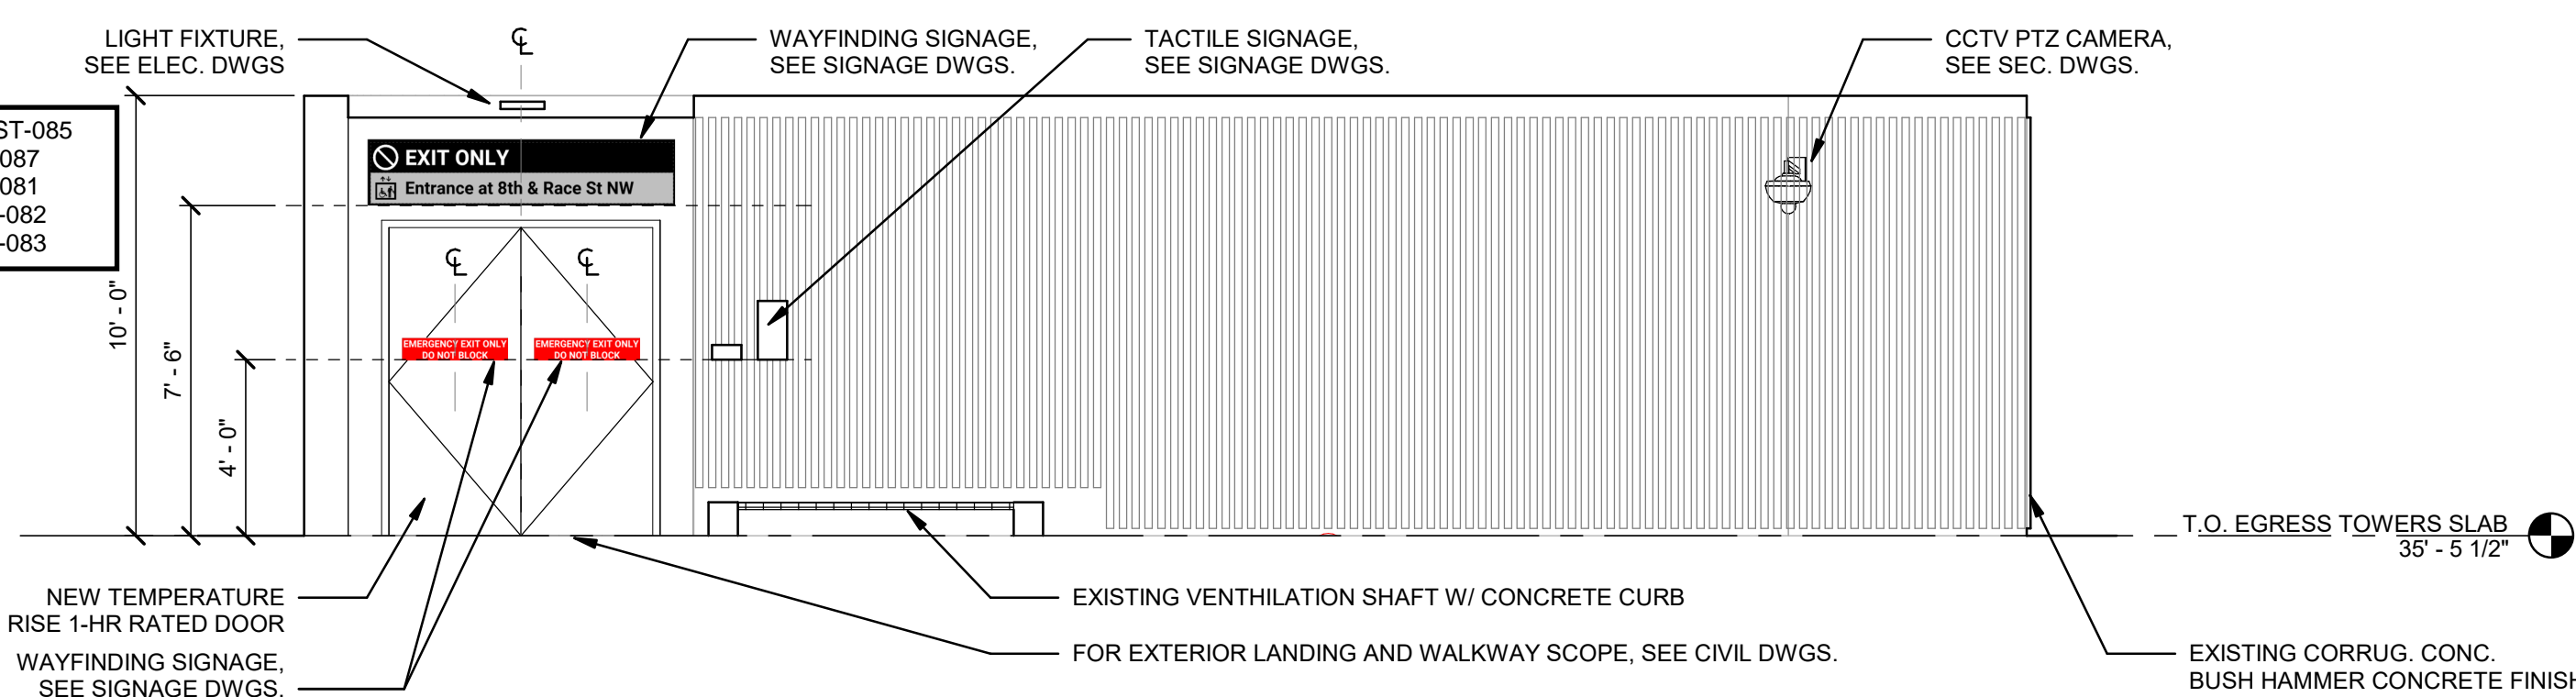 LIGHT FIXTURE,
SEE ELEC. DWGS
WAYFINDING SIGNAGE,
SEE SIGNAGE DWGS.
TACTILE SIGNAGE,
SEE SIGNAGE DWGS.
CCTV PTZ CAMERA,
SEE SEC. DWGS.
ST-085
087
081
-082
-083
EXIT ONLY
Entrance at 8th & Race St NW
10' - 0"
7' - 6"
4' - 0"
EMERGENCY EXIT ONLY
DO NOT BLOCK
EMERGENCY EXIT ONLY
DO NOT BLOCK
T.O. EGRESS TOWERS SLAB
35' - 5 1/2"
NEW TEMPERATURE
RISE 1-HR RATED DOOR
WAYFINDING SIGNAGE,
SEE SIGNAGE DWGS.
EXISTING VENTHILATION SHAFT W/ CONCRETE CURB
FOR EXTERIOR LANDING AND WALKWAY SCOPE, SEE CIVIL DWGS.
EXISTING CORRUG. CONC.
BUSH HAMMER CONCRETE FINISH